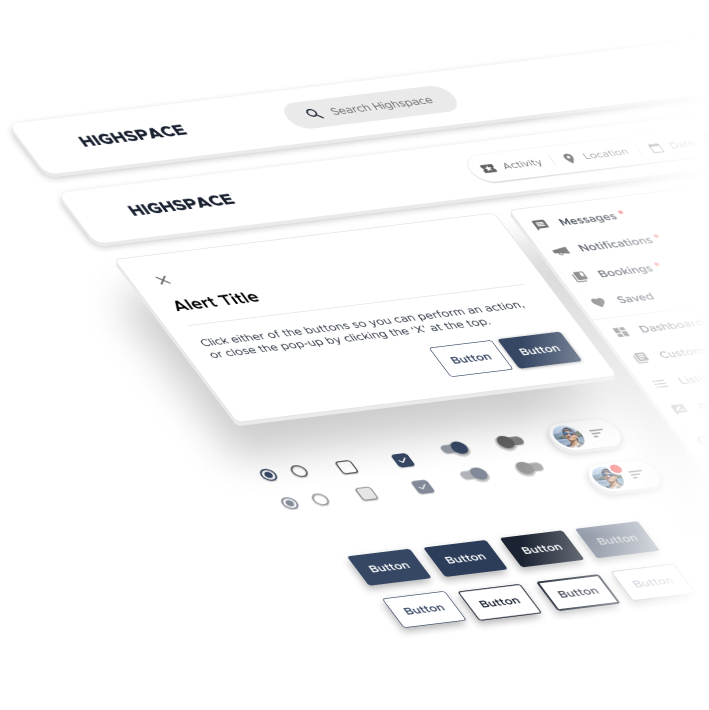 HIGHSPACE
Search Highspace
HIGHSPACE
Activity
Location
Date
Messages
Notifications
Bookings
Saved
Dashboard
Alert Title
Click either of the buttons so you can perform an action,
or close the pop-up by clicking the 'X' at the top.
Button
Button
Button
Button
Button
Button
Button
Button
Button
Button